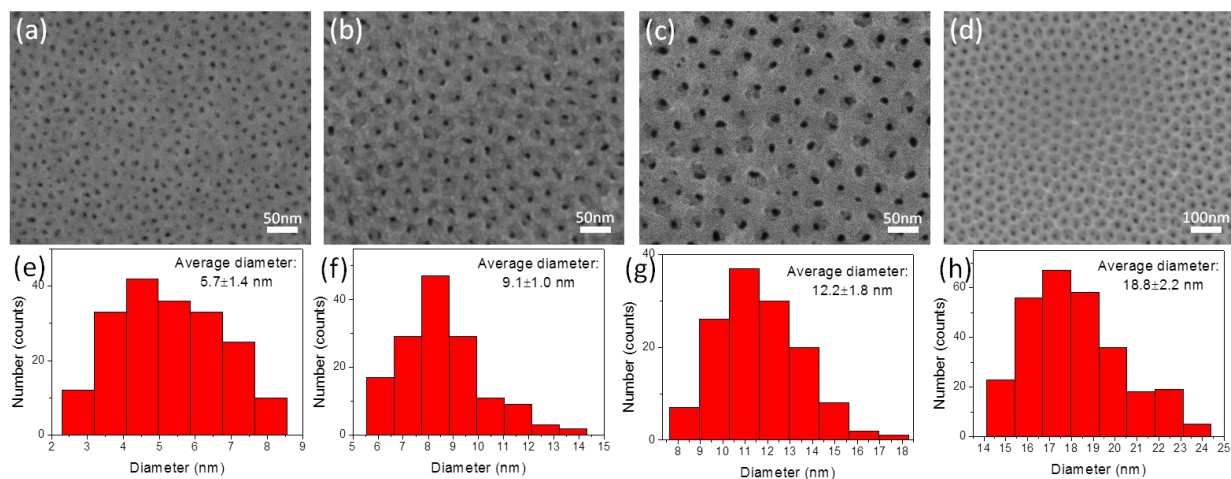 (a) (b) (c) (d)
50nm 50nm 50nm 100nm
(e) (f) (g) (h)
Average diameter:
5.7±1.4 nm
Number (counts)
40
20
0
2 3 4 5 6 7 8 9
Diameter (nm)
Average diameter:
9.1±1.0 nm
Number (counts)
40
20
0
5 6 7 8 9 10 11 12 13 14 15
Diameter (nm)
Average diameter:
12.2±1.8 nm
Number (counts)
40
20
0
8 9 10 11 12 13 14 15 16 17 18
Diameter (nm)
Average diameter:
18.8±2.2 nm
Number (counts)
60
40
20
0
14 15 16 17 18 19 20 21 22 23 24 25
Diameter (nm)